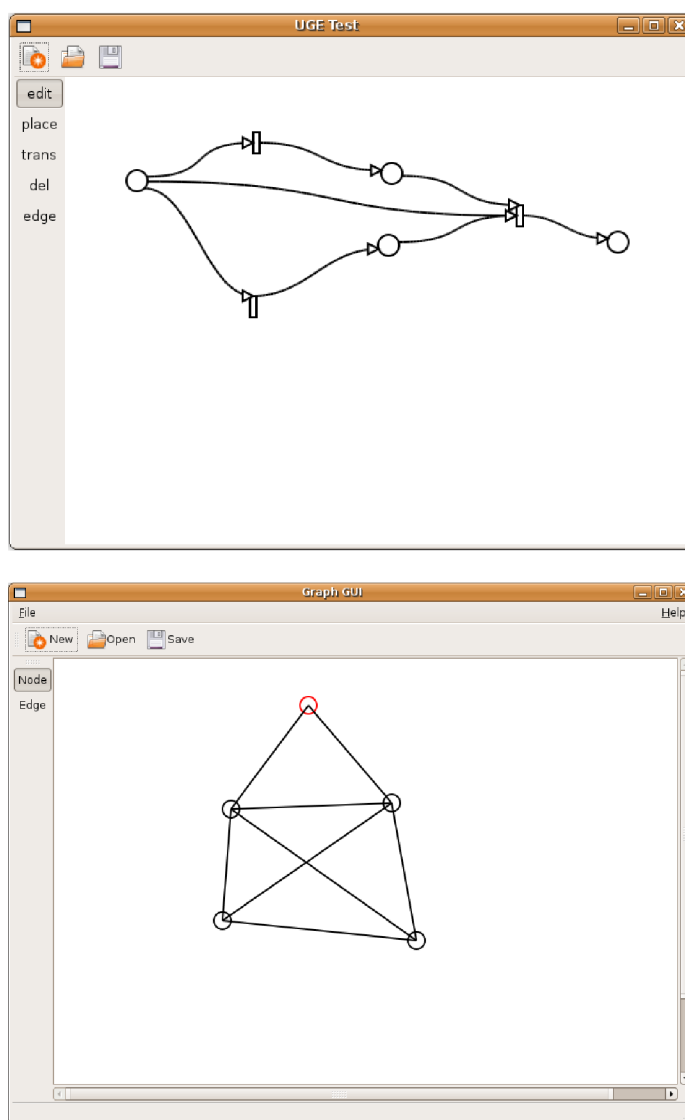 UGE Test
edit
place
trans
del
edge
Graph GUI
File Help
New Open Save
Node
Edge